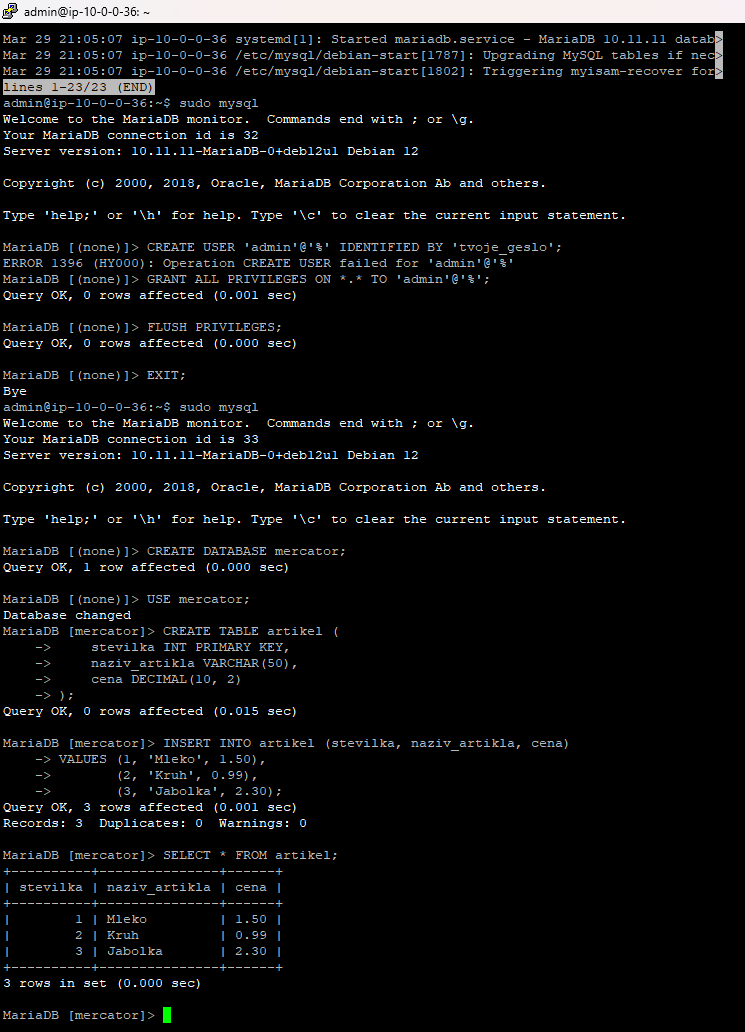 admin@ip-10-0-0-36: ~
Mar 29 21:05:07 ip-10-0-0-36 systemd[1]: Started mariadb.service - MariaDB 10.11.11 datab>
Mar 29 21:05:07 ip-10-0-0-36 /etc/mysql/debian-start[1787]: Upgrading MySQL tables if nec>
Mar 29 21:05:07 ip-10-0-0-36 /etc/mysql/debian-start[1802]: Triggering myisam-recover for>
lines 1-23/23 (END)
admin@ip-10-0-0-36:~$ sudo mysql
Welcome to the MariaDB monitor.  Commands end with ; or \g.
Your MariaDB connection id is 32
Server version: 10.11.11-MariaDB-0+deb12u1 Debian 12

Copyright (c) 2000, 2018, Oracle, MariaDB Corporation Ab and others.

Type 'help;' or '\h' for help. Type '\c' to clear the current input statement.

MariaDB [(none)]> CREATE USER 'admin'@'%' IDENTIFIED BY 'tvoje_geslo';
ERROR 1396 (HY000): Operation CREATE USER failed for 'admin'@'%'
MariaDB [(none)]> GRANT ALL PRIVILEGES ON *.* TO 'admin'@'%';
Query OK, 0 rows affected (0.001 sec)

MariaDB [(none)]> FLUSH PRIVILEGES;
Query OK, 0 rows affected (0.000 sec)

MariaDB [(none)]> EXIT;
Bye
admin@ip-10-0-0-36:~$ sudo mysql
Welcome to the MariaDB monitor.  Commands end with ; or \g.
Your MariaDB connection id is 33
Server version: 10.11.11-MariaDB-0+deb12u1 Debian 12

Copyright (c) 2000, 2018, Oracle, MariaDB Corporation Ab and others.

Type 'help;' or '\h' for help. Type '\c' to clear the current input statement.

MariaDB [(none)]> CREATE DATABASE mercator;
Query OK, 1 row affected (0.000 sec)

MariaDB [(none)]> USE mercator;
Database changed
MariaDB [mercator]> CREATE TABLE artikel (
    ->     stevilka INT PRIMARY KEY,
    ->     naziv_artikla VARCHAR(50),
    ->     cena DECIMAL(10, 2)
    -> );
Query OK, 0 rows affected (0.015 sec)

MariaDB [mercator]> INSERT INTO artikel (stevilka, naziv_artikla, cena)
    -> VALUES (1, 'Mleko', 1.50),
    ->        (2, 'Kruh', 0.99),
    ->        (3, 'Jabolka', 2.30);
Query OK, 3 rows affected (0.001 sec)
Records: 3  Duplicates: 0  Warnings: 0

MariaDB [mercator]> SELECT * FROM artikel;
+----------+---------------+------+
| stevilka | naziv_artikla | cena |
+----------+---------------+------+
|        1 | Mleko         | 1.50 |
|        2 | Kruh          | 0.99 |
|        3 | Jabolka       | 2.30 |
+----------+---------------+------+
3 rows in set (0.000 sec)

MariaDB [mercator]>